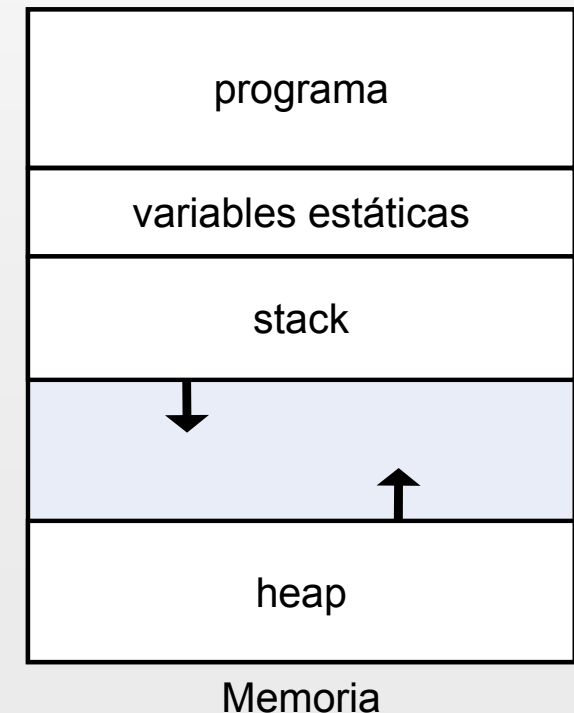 programa
variables estáticas
stack
heap
Memoria